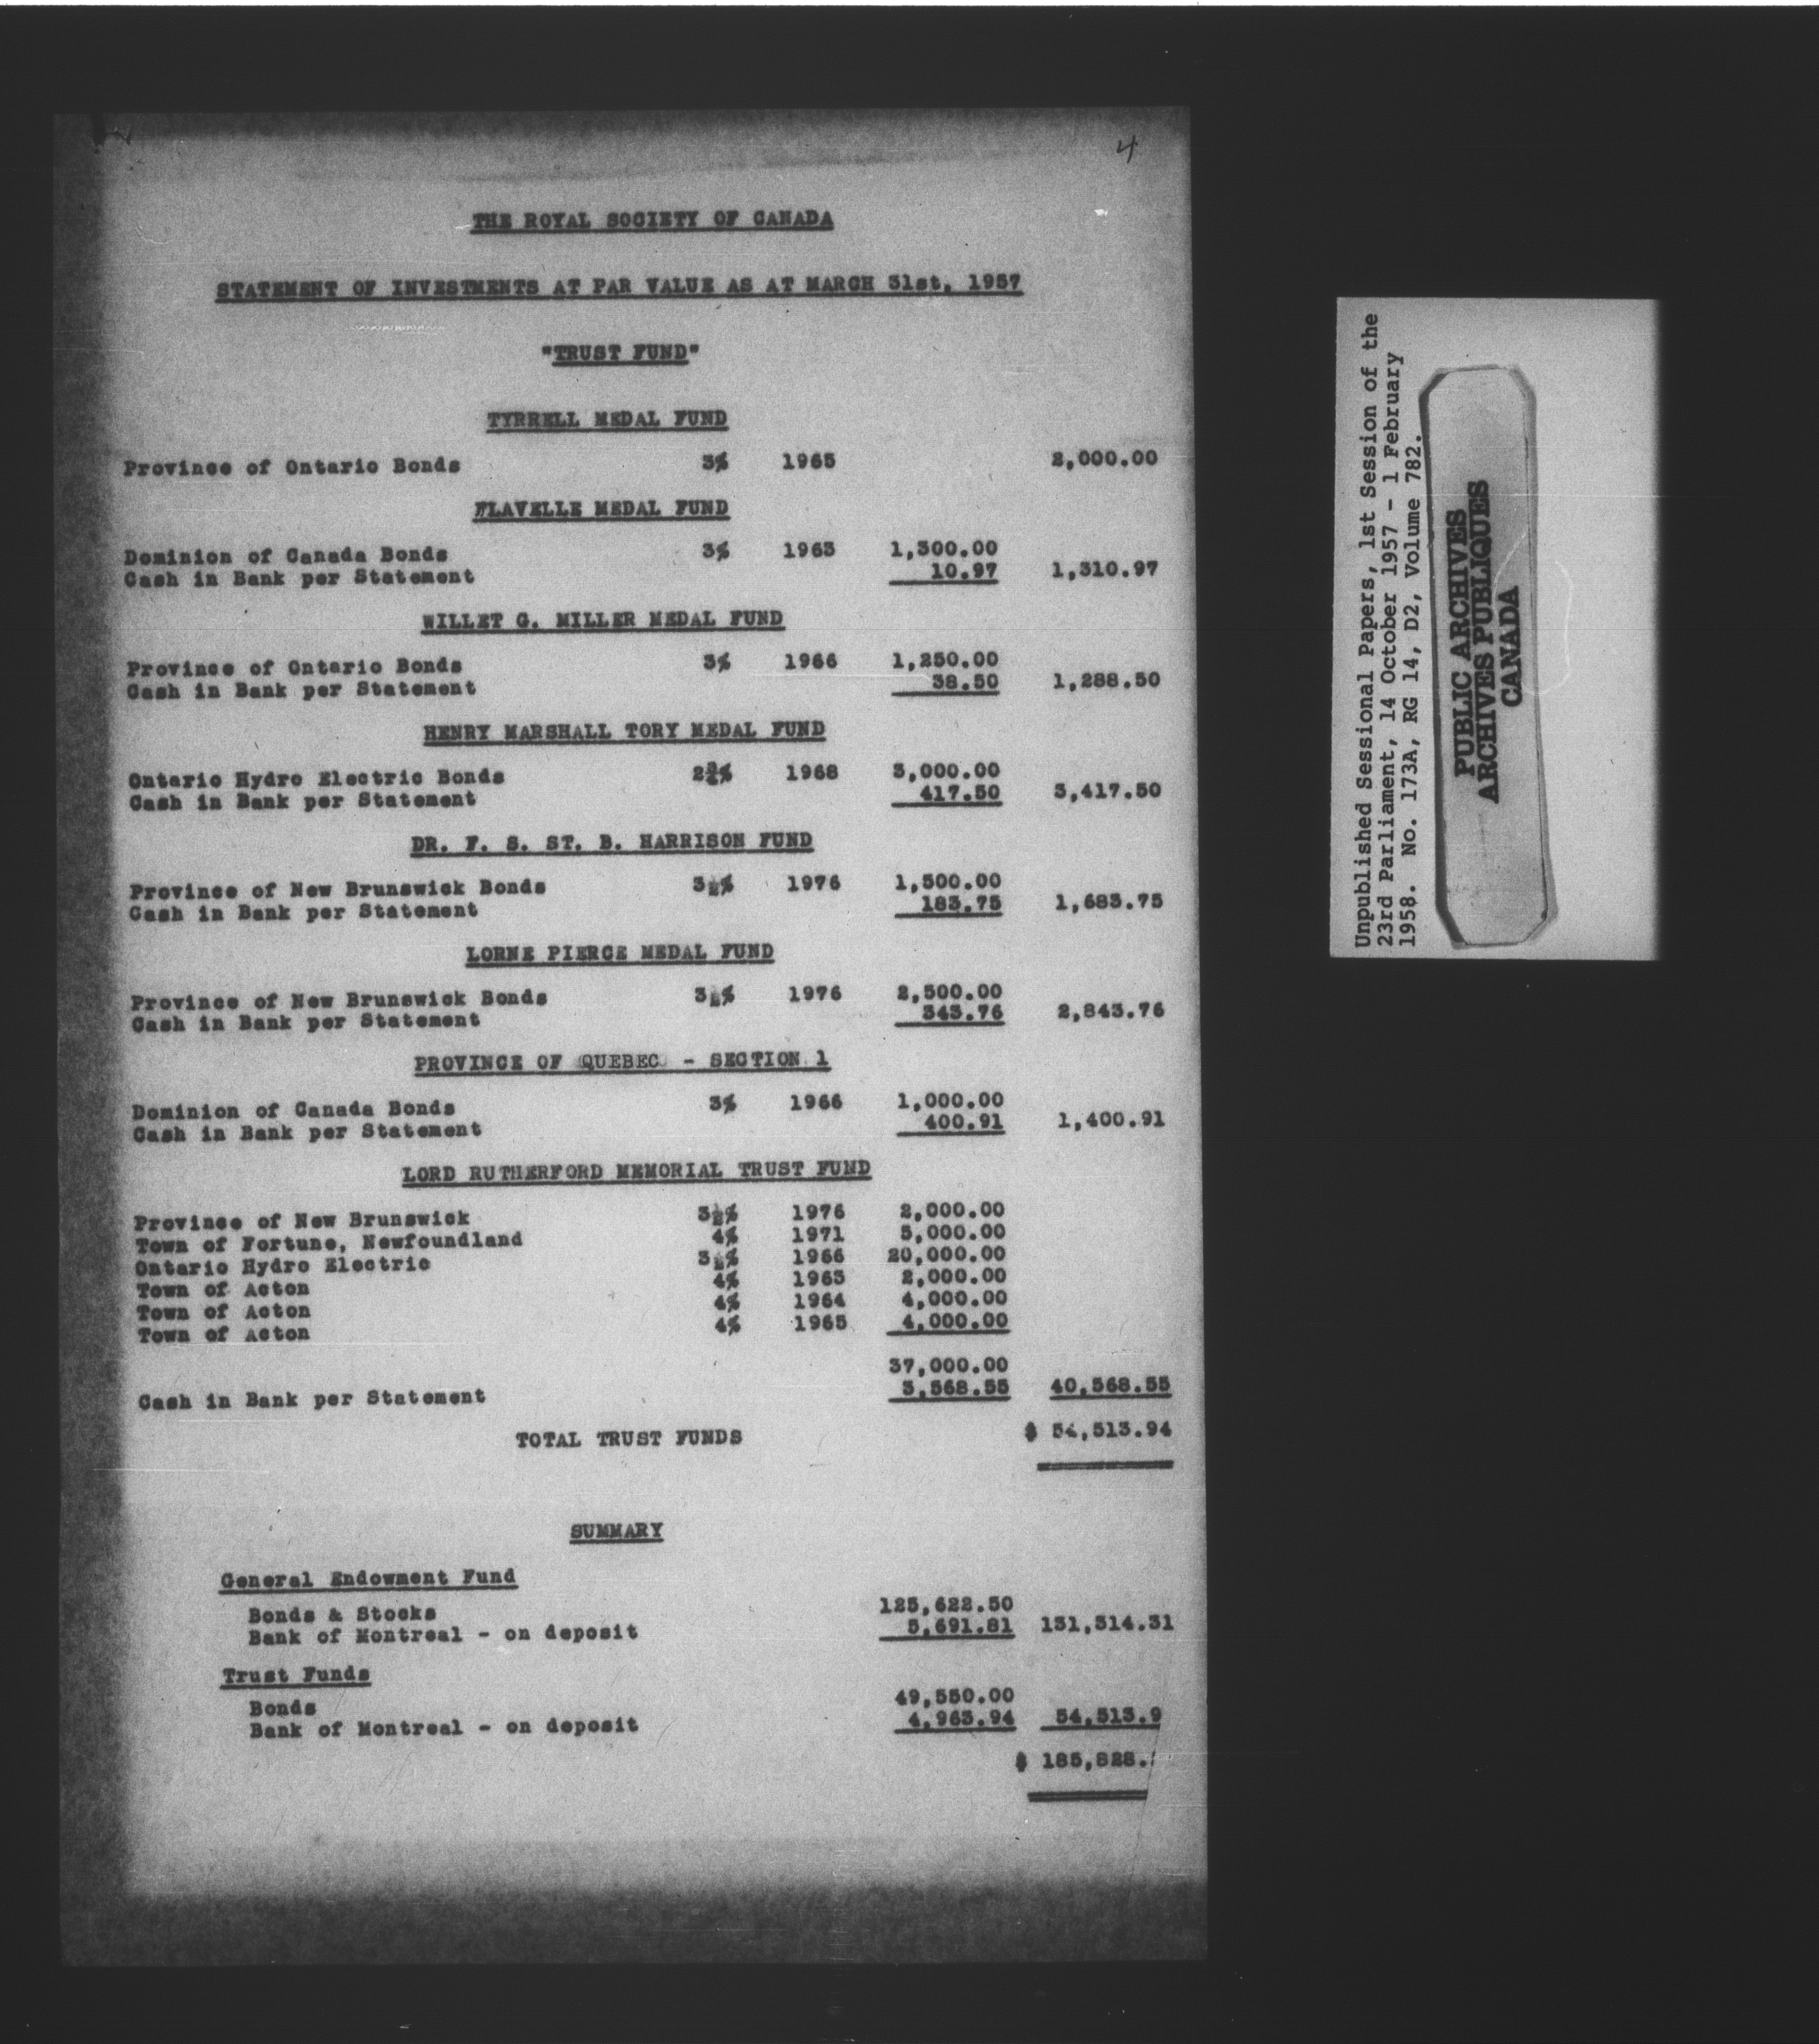 4
THE ROYAL SOCIETY OF CANADA
STATEMENT OF INVESTMENTS AT PAR VALUE AS AT MARCH 31st, 1957
"TRUST FUND"
TYRRELL MEDAL FUND
Province of Ontario Bonds 3% 1965 2,000.00
FLAVELLE MEDAL FUND
Dominion of Canada Bonds 3% 1963 1,300.00
Cash in Bank per Statement 10.97 1,310.97
WILLET G. MILLER MEDAL FUND
Province of Ontario Bonds 3% 1966 1,250.00
Cash in Bank per Statement 38.50 1,288.50
HENRY MARSHALL TORY MEDAL FUND
Ontario Hydro Electric Bonds 2¾% 1968 3,000.00
Cash in Bank per Statement 417.50 3,417.50
DR. F. S. ST. B. HARRISON FUND
Province of New Brunswick Bonds 3½% 1976 1,500.00
Cash in Bank per Statement 183.75 1,683.75
LORNE PIERCE MEDAL FUND
Province of New Brunswick Bonds 3½% 1976 2,500.00
Cash in Bank per Statement 343.76 2,843.76
PROVINCE OF QUEBEC - SECTION 1
Dominion of Canada Bonds 3% 1966 1,000.00
Cash in Bank per Statement 400.91 1,400.91
LORD RUTHERFORD MEMORIAL TRUST FUND
Province of New Brunswick 3½% 1976 2,000.00
Town of Fortune, Newfoundland 4% 1971 5,000.00
Ontario Hydro Electric 3½% 1966 20,000.00
Town of Acton 4% 1963 2,000.00
Town of Acton 4% 1964 4,000.00
Town of Acton 4% 1965 4,000.00
37,000.00
Cash in Bank per Statement 3,568.55 40,568.55
TOTAL TRUST FUNDS $ 54,513.94
SUMMARY
General Endowment Fund
Bonds & Stocks 125,622.50
Bank of Montreal - on deposit 5,691.81 131,314.31
Trust Funds
Bonds 49,550.00
Bank of Montreal - on deposit 4,963.94 54,513.9
$ 185,828.
Unpublished Sessional Papers, 1st Session of the
23rd Parliament, 14 October 1957 - 1 February
1958. No. 173A, RG 14, D2, Volume 782.
PUBLIC ARCHIVES
ARCHIVES PUBLIQUES
CANADA